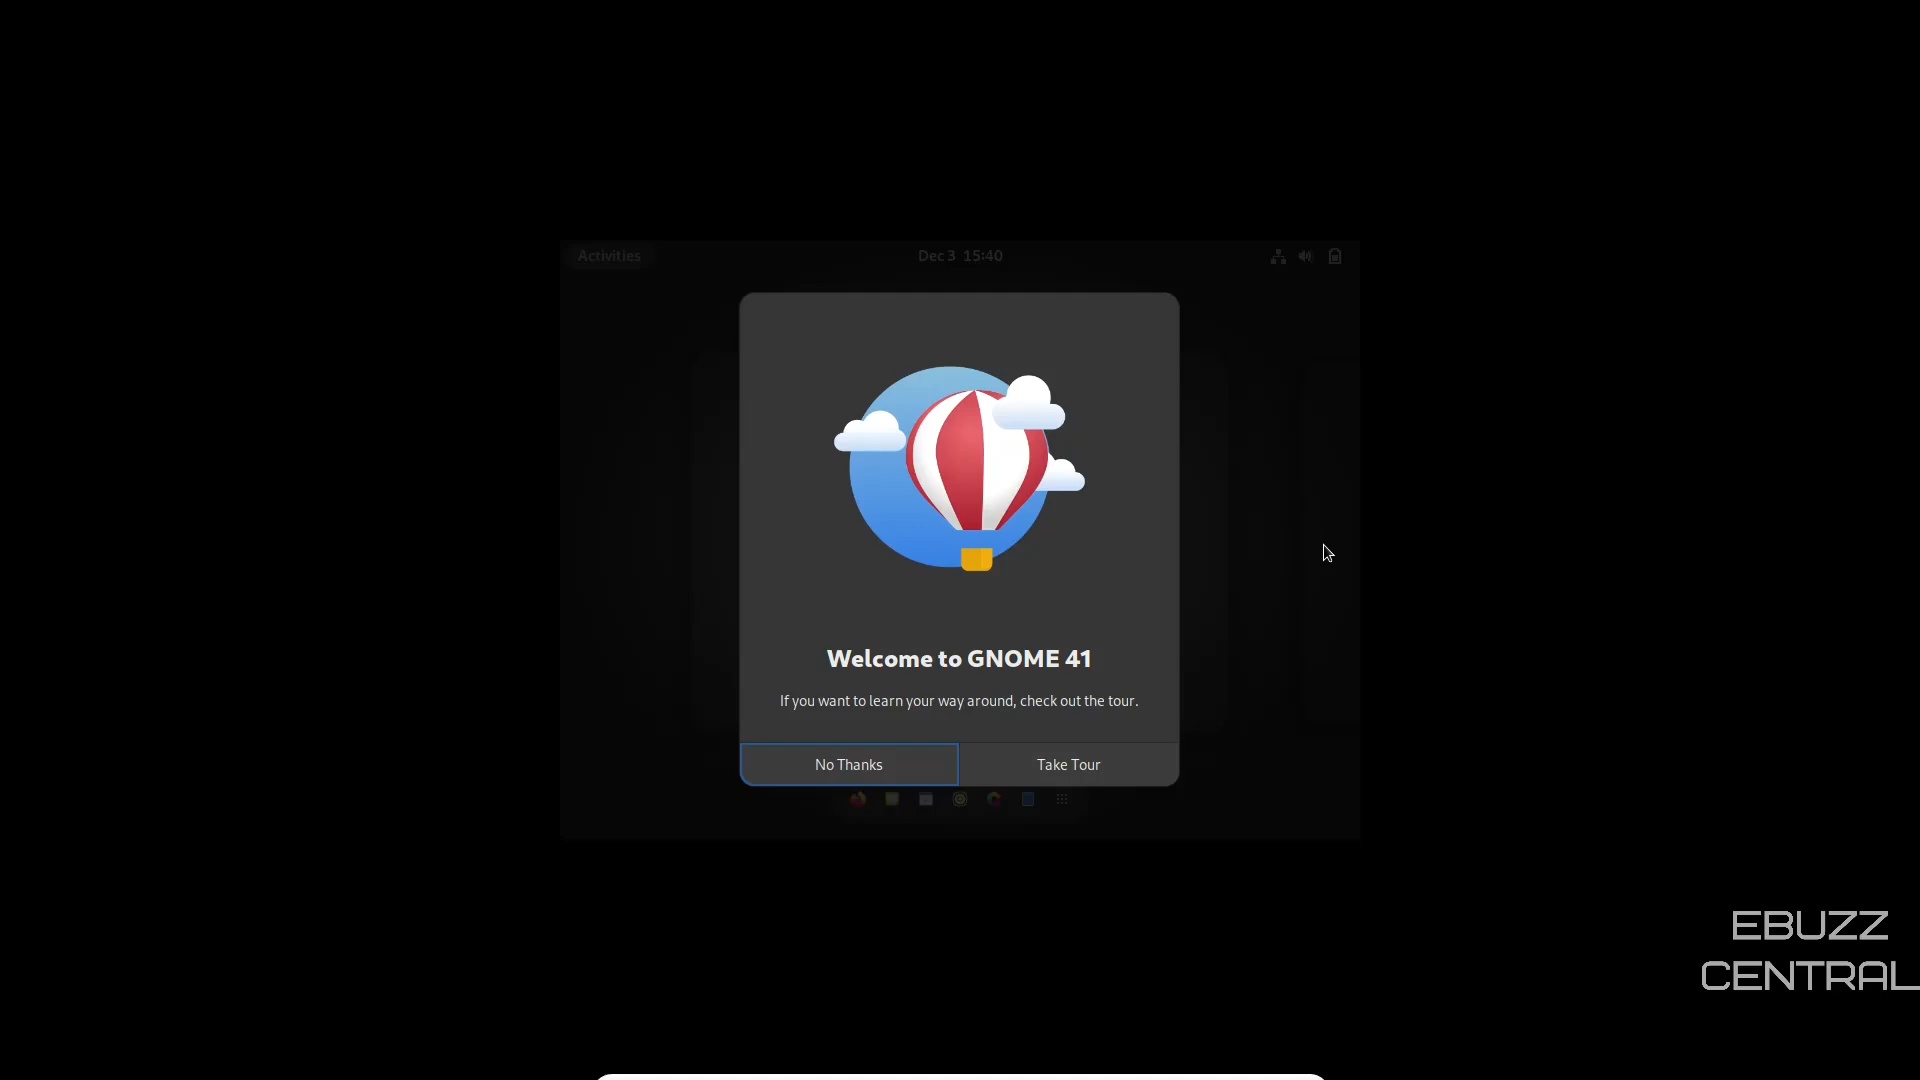 Activities
Dec 3 15:40
Welcome to GNOME 41
If you want to learn your way around, check out the tour.
No Thanks
Take Tour
EBUZZ
CENTRAL